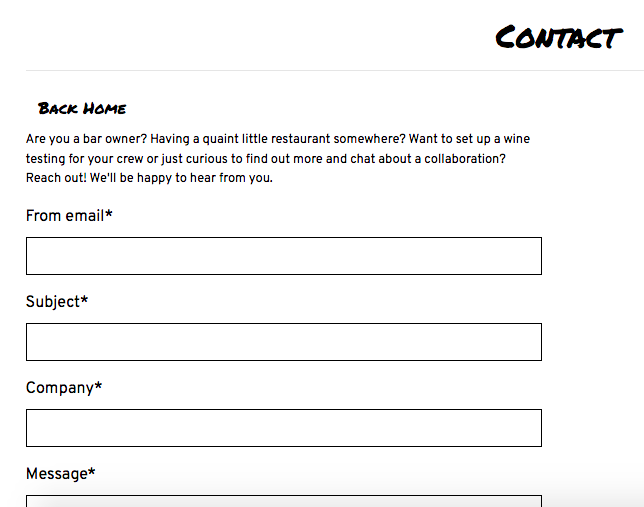 Contact
Back Home
Are you a bar owner? Having a quaint little restaurant somewhere? Want to set up a wine
testing for your crew or just curious to find out more and chat about a collaboration?
Reach out! We'll be happy to hear from you.
From email*
Subject*
Company*
Message*